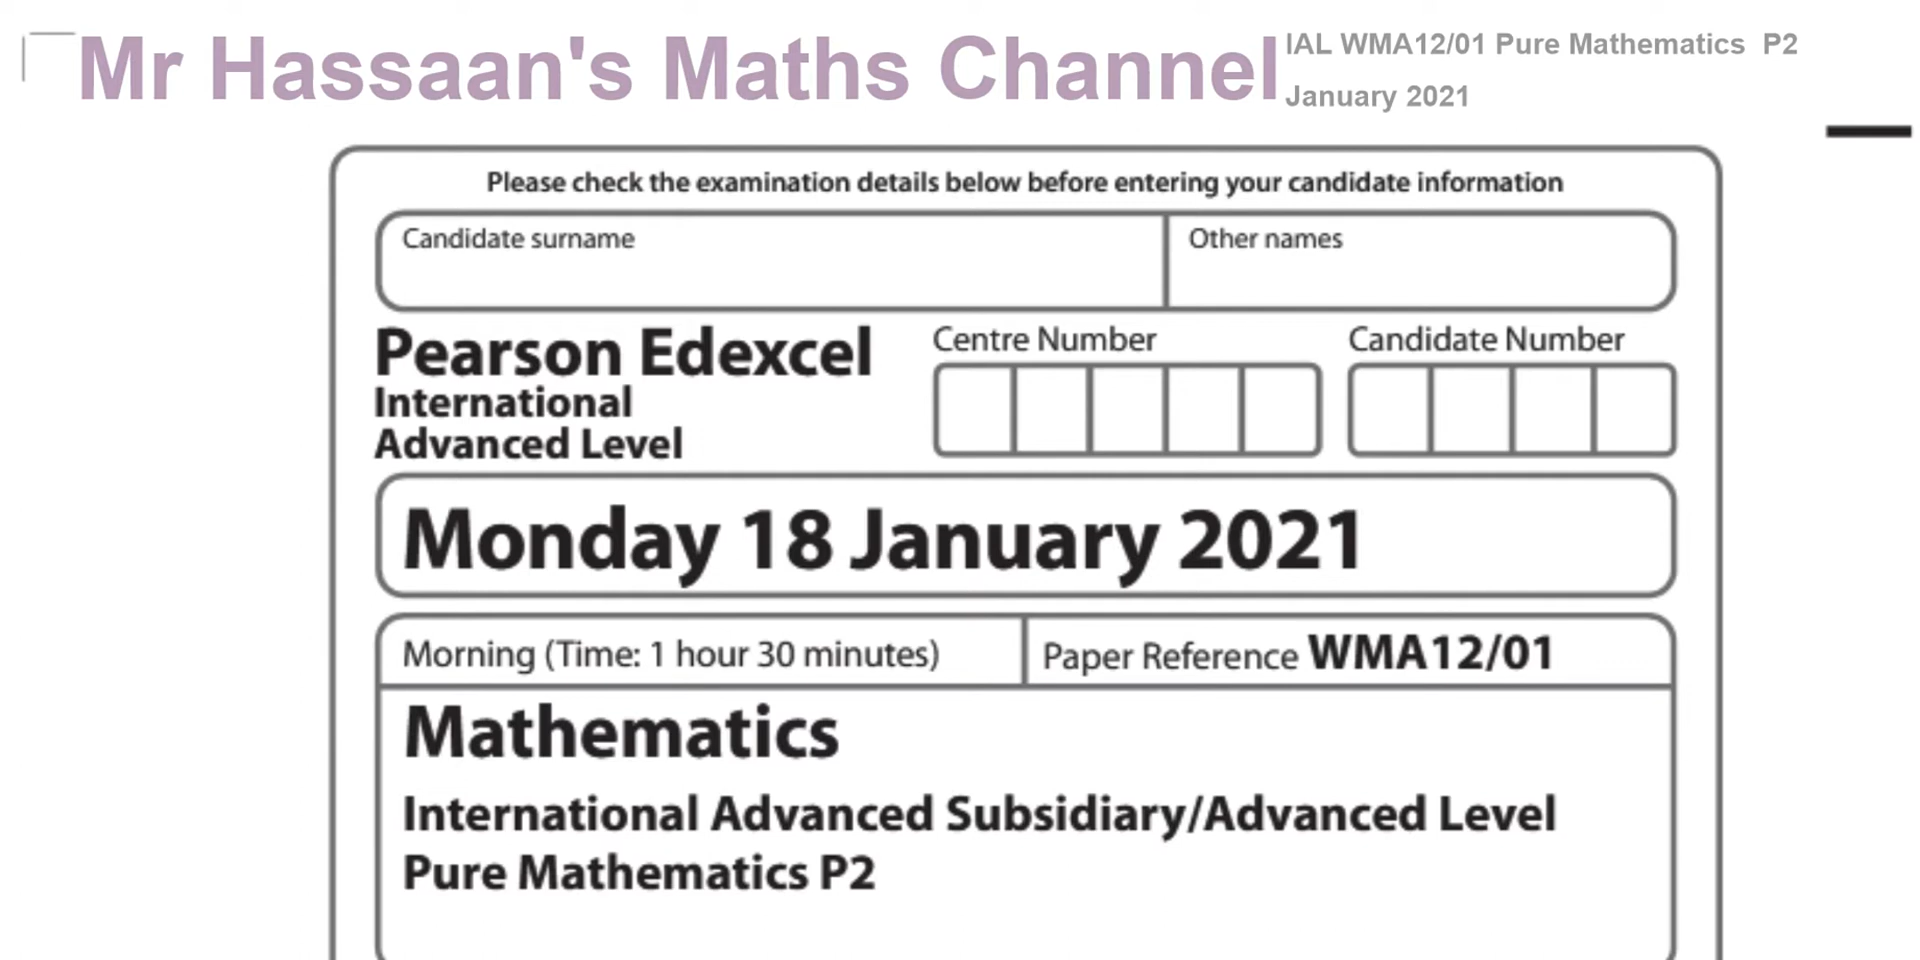 Mr Hassaan's Maths Channel
IAL WMA12/01 Pure Mathematics P2
January 2021
Please check the examination details below before entering your candidate information
Candidate surname
Other names
Pearson Edexcel
International
Advanced Level
Centre Number
Candidate Number
Monday 18 January 2021
Morning (Time: 1 hour 30 minutes)
Paper Reference WMA12/01
Mathematics
International Advanced Subsidiary/Advanced Level
Pure Mathematics P2